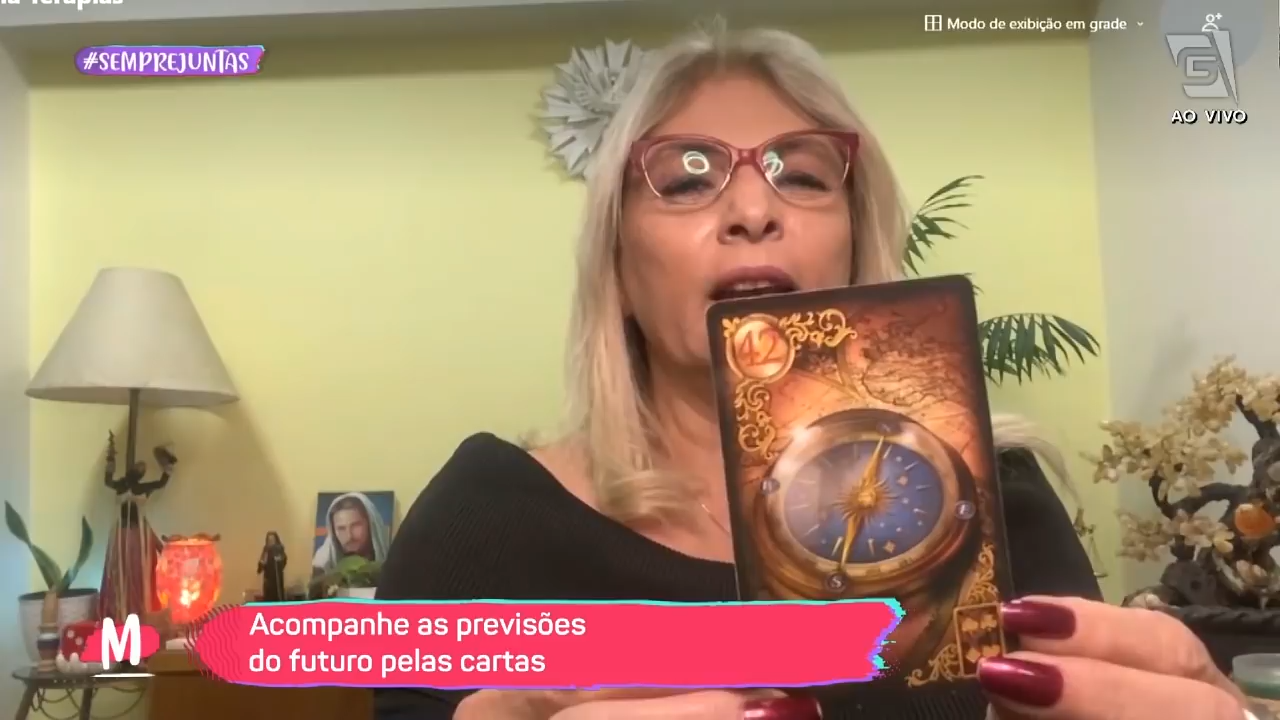 Modo de exibição em grade
#SEMPREJUNTAS
G
AO VIVO
42
N
E
S
M
Acompanhe as previsões
do futuro pelas cartas